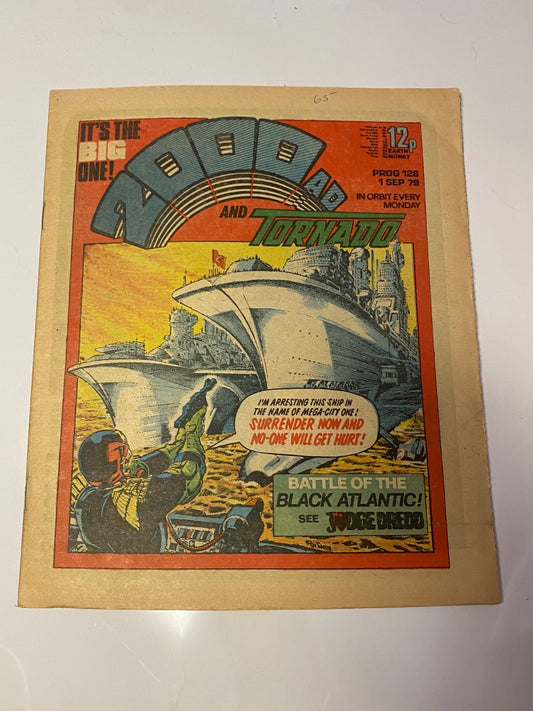 65
IT'S THE
BIG
ONE!
2000 AD
AND TORNADO
12p
EARTH
MONEY
PROG 128
1 SEP 79
IN ORBIT EVERY
MONDAY
I'M ARRESTING THIS SHIP IN
THE NAME OF MEGA-CITY ONE!
SURRENDER NOW AND
NO-ONE WILL GET HURT!
BATTLE OF THE
BLACK ATLANTIC!
SEE JUDGE DREDD